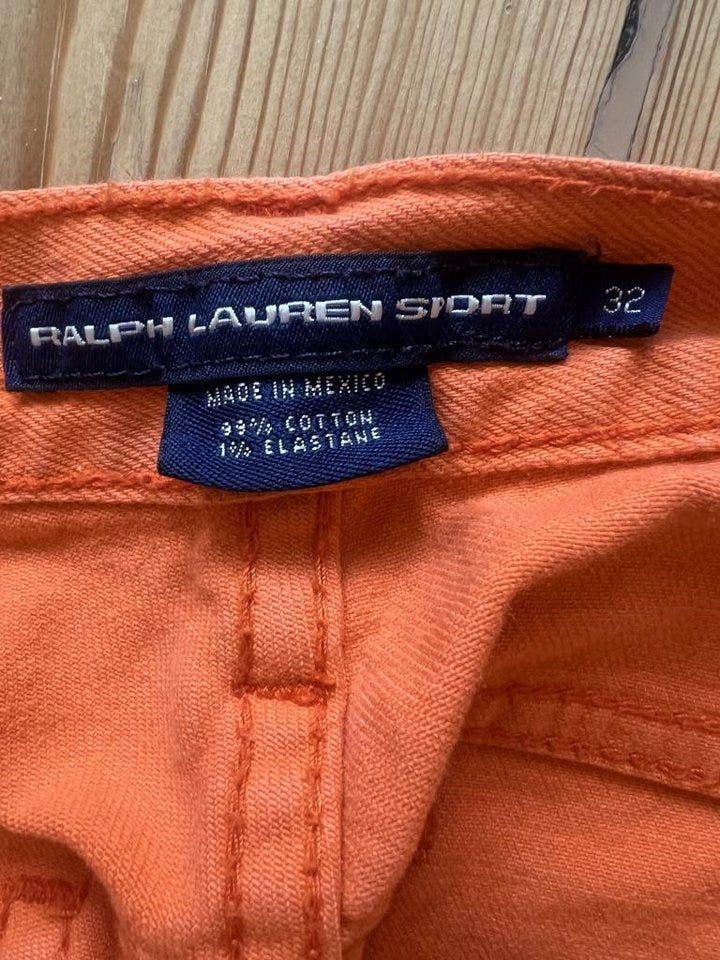 RALPH LAUREN SPORT
32
MADE IN MEXICO
99% COTTON
1% ELASTANE